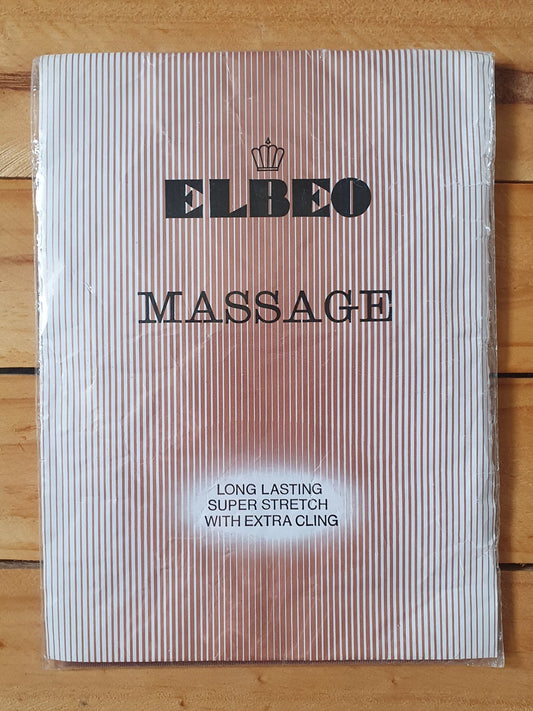 ELBEO
MASSAGE
LONG LASTING
SUPER STRETCH
WITH EXTRA CLING